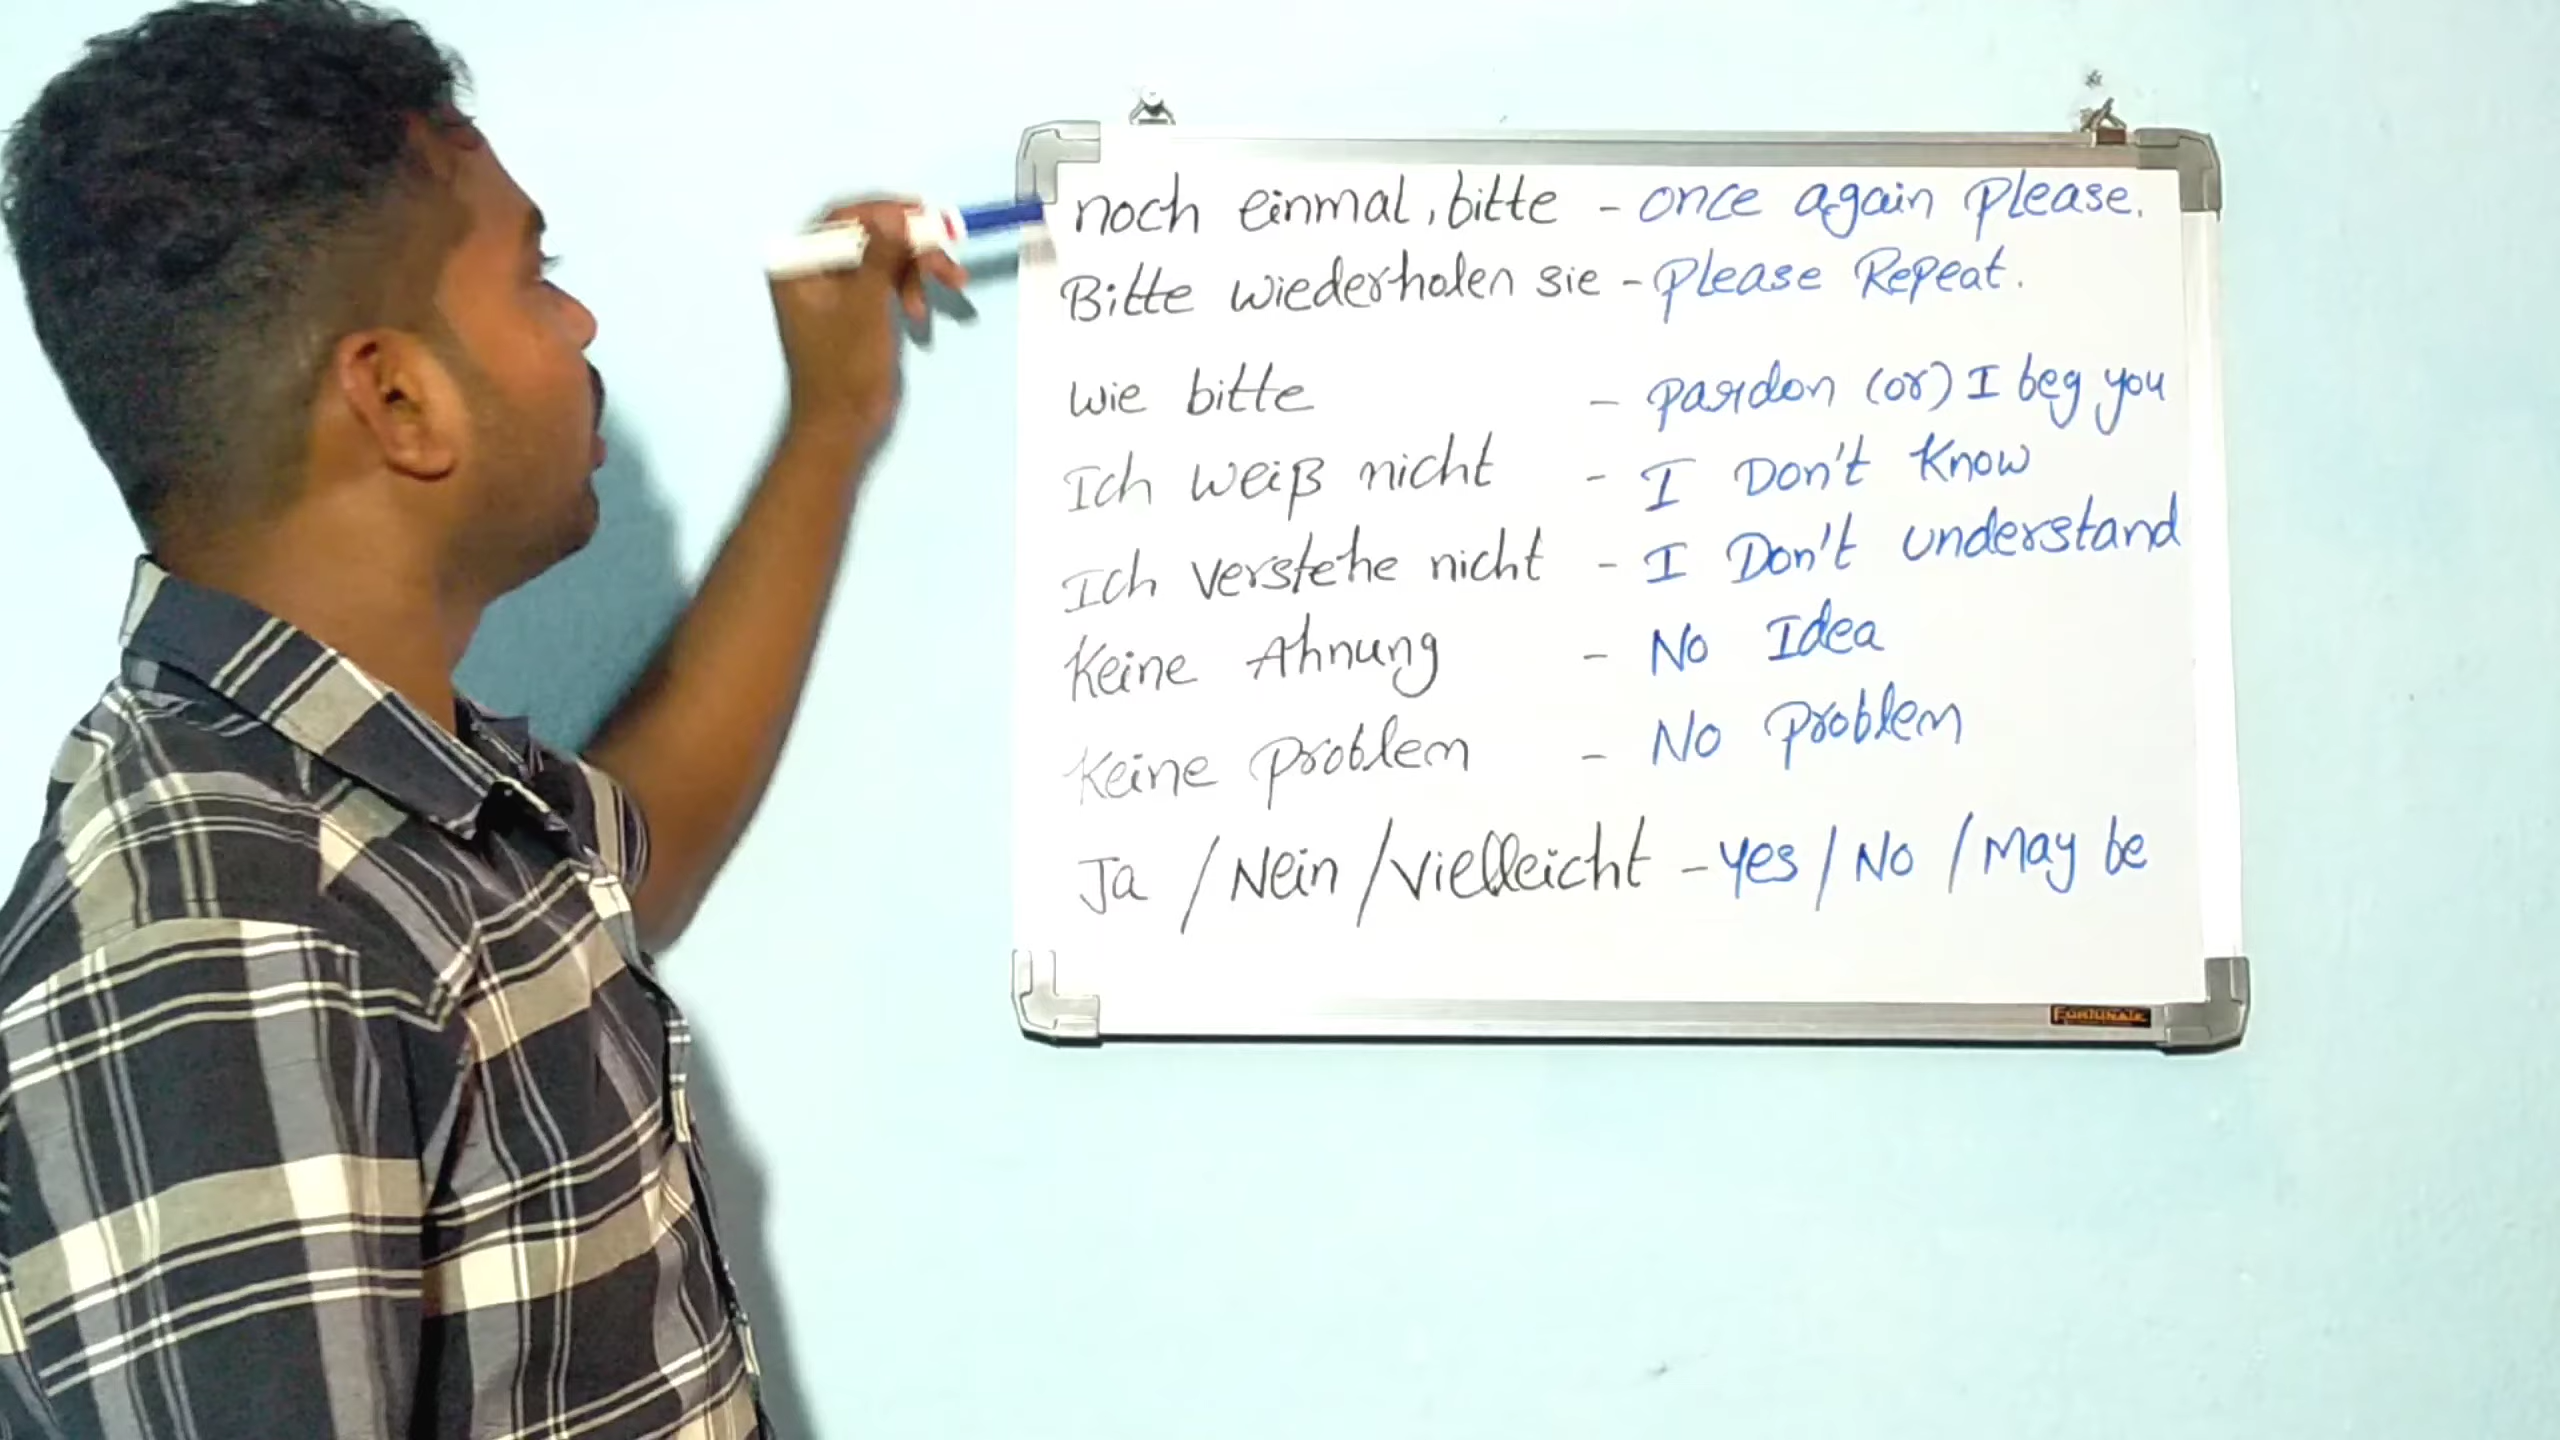 noch einmal, bitte - once again please.
Bitte wiederholen sie - Please Repeat.
wie bitte - pardon (or) I beg you
Ich weiß nicht - I Don't Know
Ich verstehe nicht - I Don't understand
Keine Ahnung - No Idea
Keine problem - No problem
Ja / Nein / Vielleicht - yes / No / May be
FORTUNATE